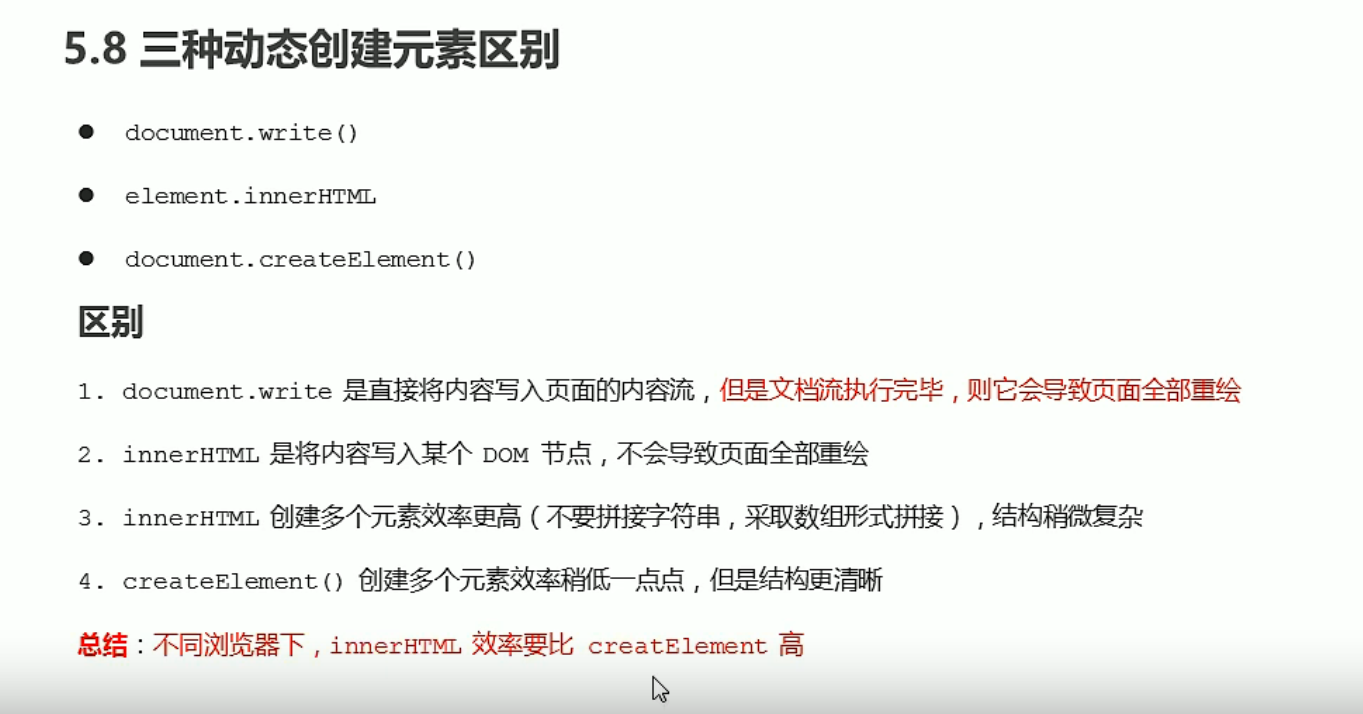 5.8 三种动态创建元素区别
● document.write()
● element.innerHTML
● document.createElement()
区别
1. document.write 是直接将内容写入页面的内容流，但是文档流执行完毕，则它会导致页面全部重绘
2. innerHTML 是将内容写入某个 DOM 节点，不会导致页面全部重绘
3. innerHTML 创建多个元素效率更高（不要拼接字符串，采取数组形式拼接），结构稍微复杂
4. createElement() 创建多个元素效率稍低一点点，但是结构更清晰
总结：不同浏览器下，innerHTML 效率要比 creatElement 高